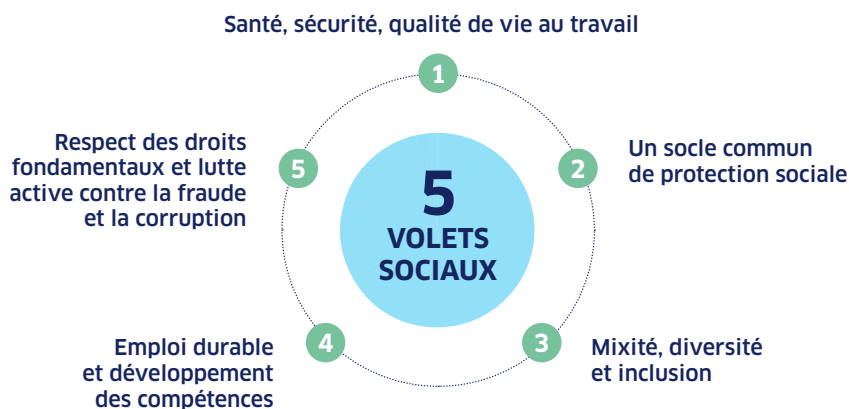 Santé, sécurité, qualité de vie au travail
1
Un socle commun
de protection sociale
2
Mixité, diversité
et inclusion
3
Emploi durable
et développement
des compétences
4
Respect des droits
fondamentaux et lutte
active contre la fraude
et la corruption
5
5
VOLETS
SOCIAUX